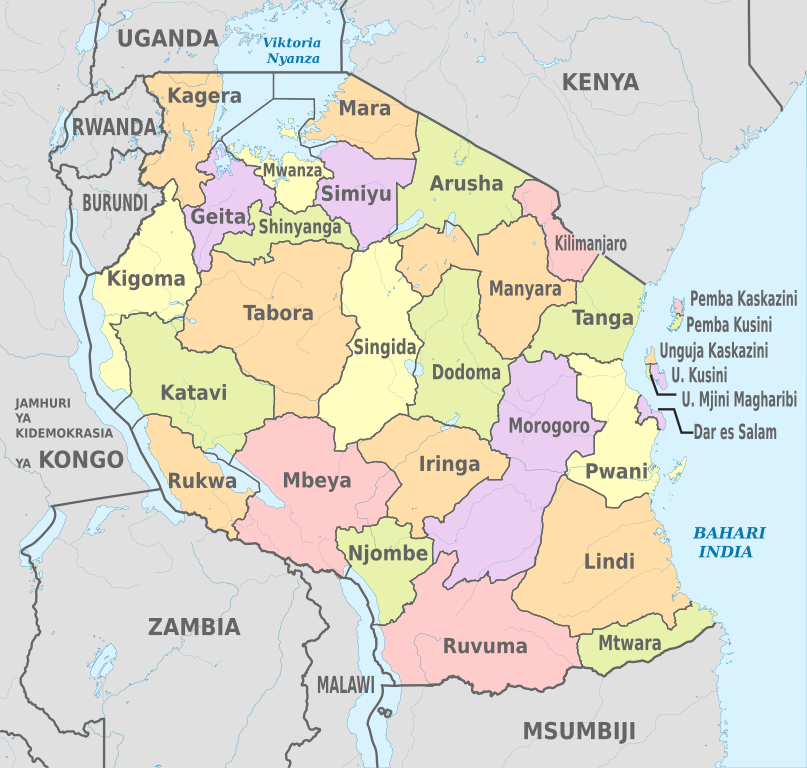 UGANDA
Viktoria
Nyanza
KENYA
Kagera
Mara
RWANDA
Mwanza
Simiyu
Arusha
BURUNDI
Geita
Shinyanga
Kilimanjaro
Kigoma
Manyara
Pemba Kaskazini
Tabora
Tanga
Pemba Kusini
Singida
Unguja Kaskazini
Dodoma
U. Kusini
Katavi
U. Mjini Magharibi
JAMHURI
YA
KIDEMOKRASIA
YA KONGO
Morogoro
Dar es Salam
Rukwa
Mbeya
Iringa
Pwani
BAHARI
INDIA
Njombe
Lindi
ZAMBIA
Ruvuma
Mtwara
MALAWI
MSUMBIJI